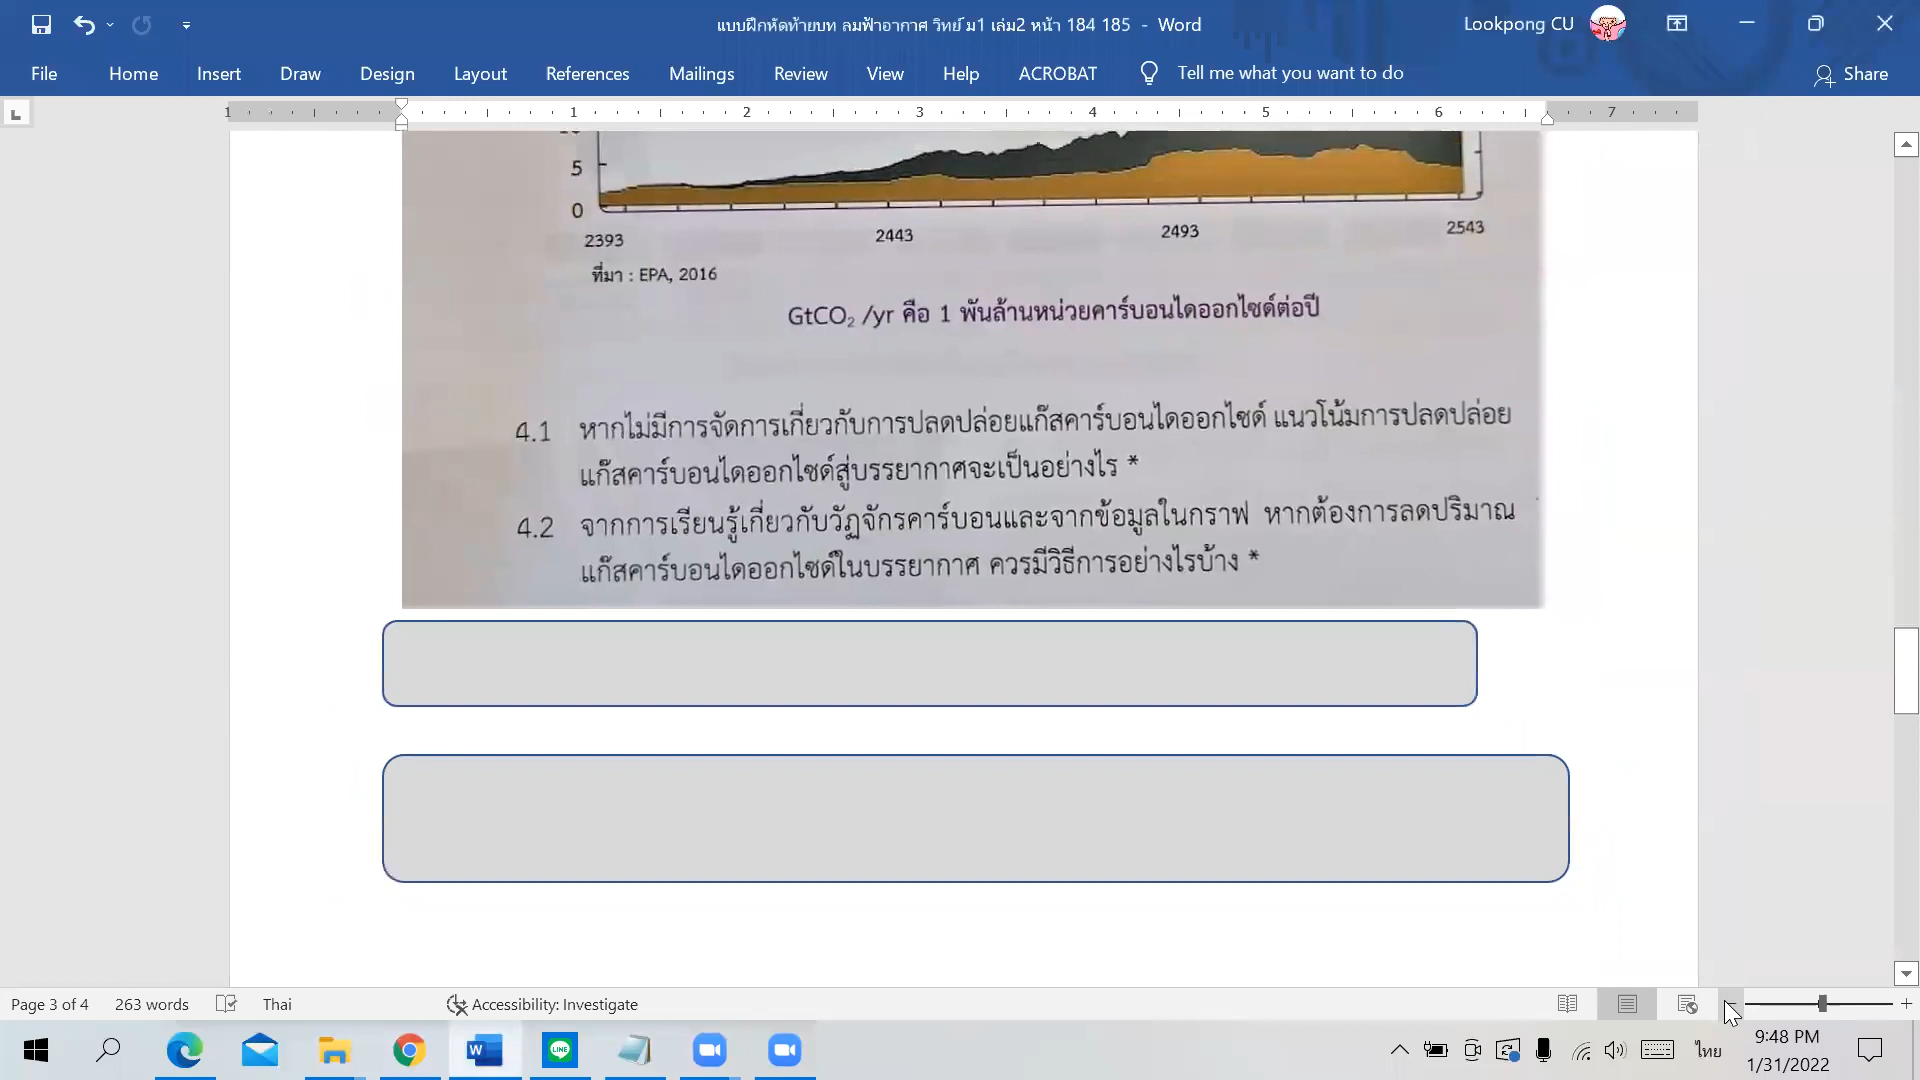 แบบฝึกหัดท้ายบท ลมฟ้าอากาศ วิทย์ ม1 เล่ม2 หน้า 184 185 - Word
Lookpong CU
File Home Insert Draw Design Layout References Mailings Review View Help ACROBAT Tell me what you want to do Share
1 1 2 3 4 5 6 7
10
5
0
2393 2443 2493 2543
ที่มา : EPA, 2016
GtCO₂ /yr คือ 1 พันล้านหน่วยคาร์บอนไดออกไซด์ต่อปี
4.1 หากไม่มีการจัดการเกี่ยวกับการปลดปล่อยแก๊สคาร์บอนไดออกไซด์ แนวโน้มการปลดปล่อย
แก๊สคาร์บอนไดออกไซด์สู่บรรยากาศจะเป็นอย่างไร *
4.2 จากการเรียนรู้เกี่ยวกับวัฏจักรคาร์บอนและจากข้อมูลในกราฟ หากต้องการลดปริมาณ
แก๊สคาร์บอนไดออกไซด์ในบรรยากาศ ควรมีวิธีการอย่างไรบ้าง *
Page 3 of 4 263 words Thai Accessibility: Investigate
W LINE ไทย 9:48 PM
1/31/2022